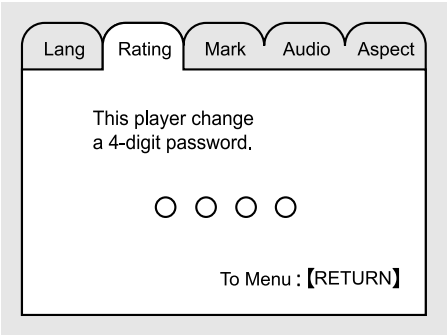 Lang Rating Mark Audio Aspect
This player change
a 4-digit password.
To Menu :【RETURN】